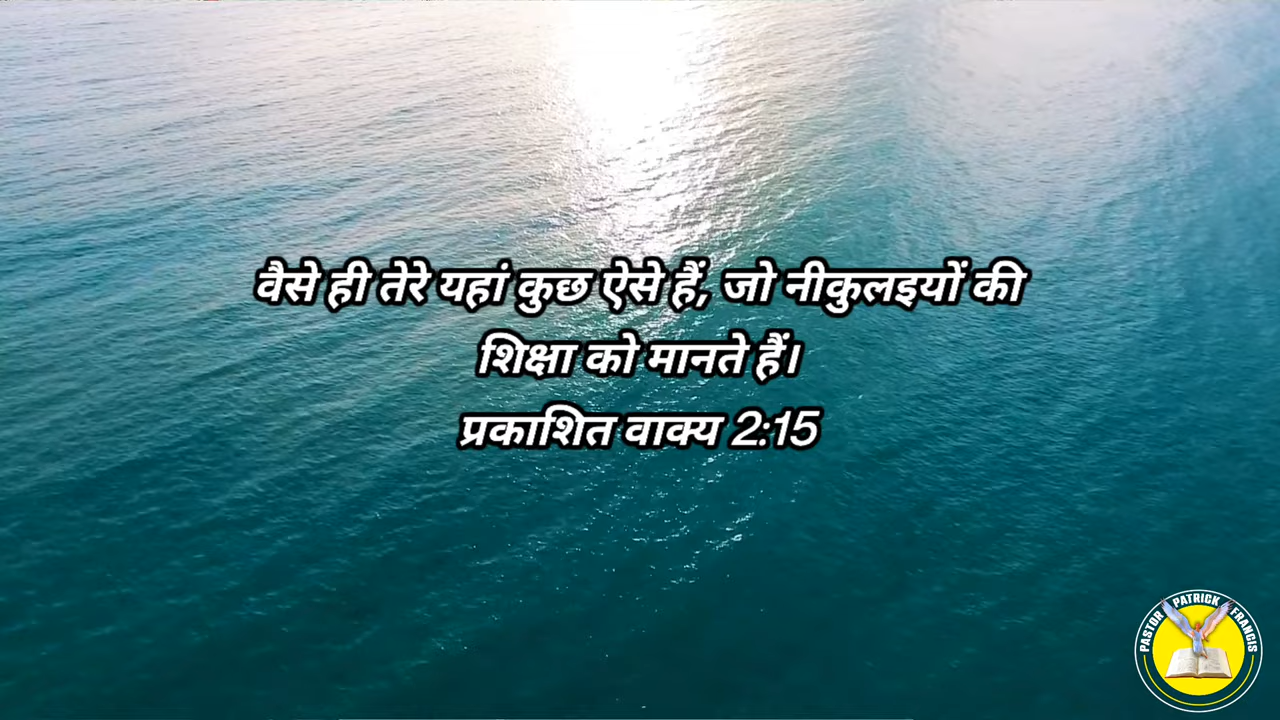 वैसे ही तेरे यहां कुछ ऐसे हैं, जो नीकुलइयों की
शिक्षा को मानते हैं।
प्रकाशित वाक्य 2:15
PASTOR PATRICK FRANCIS